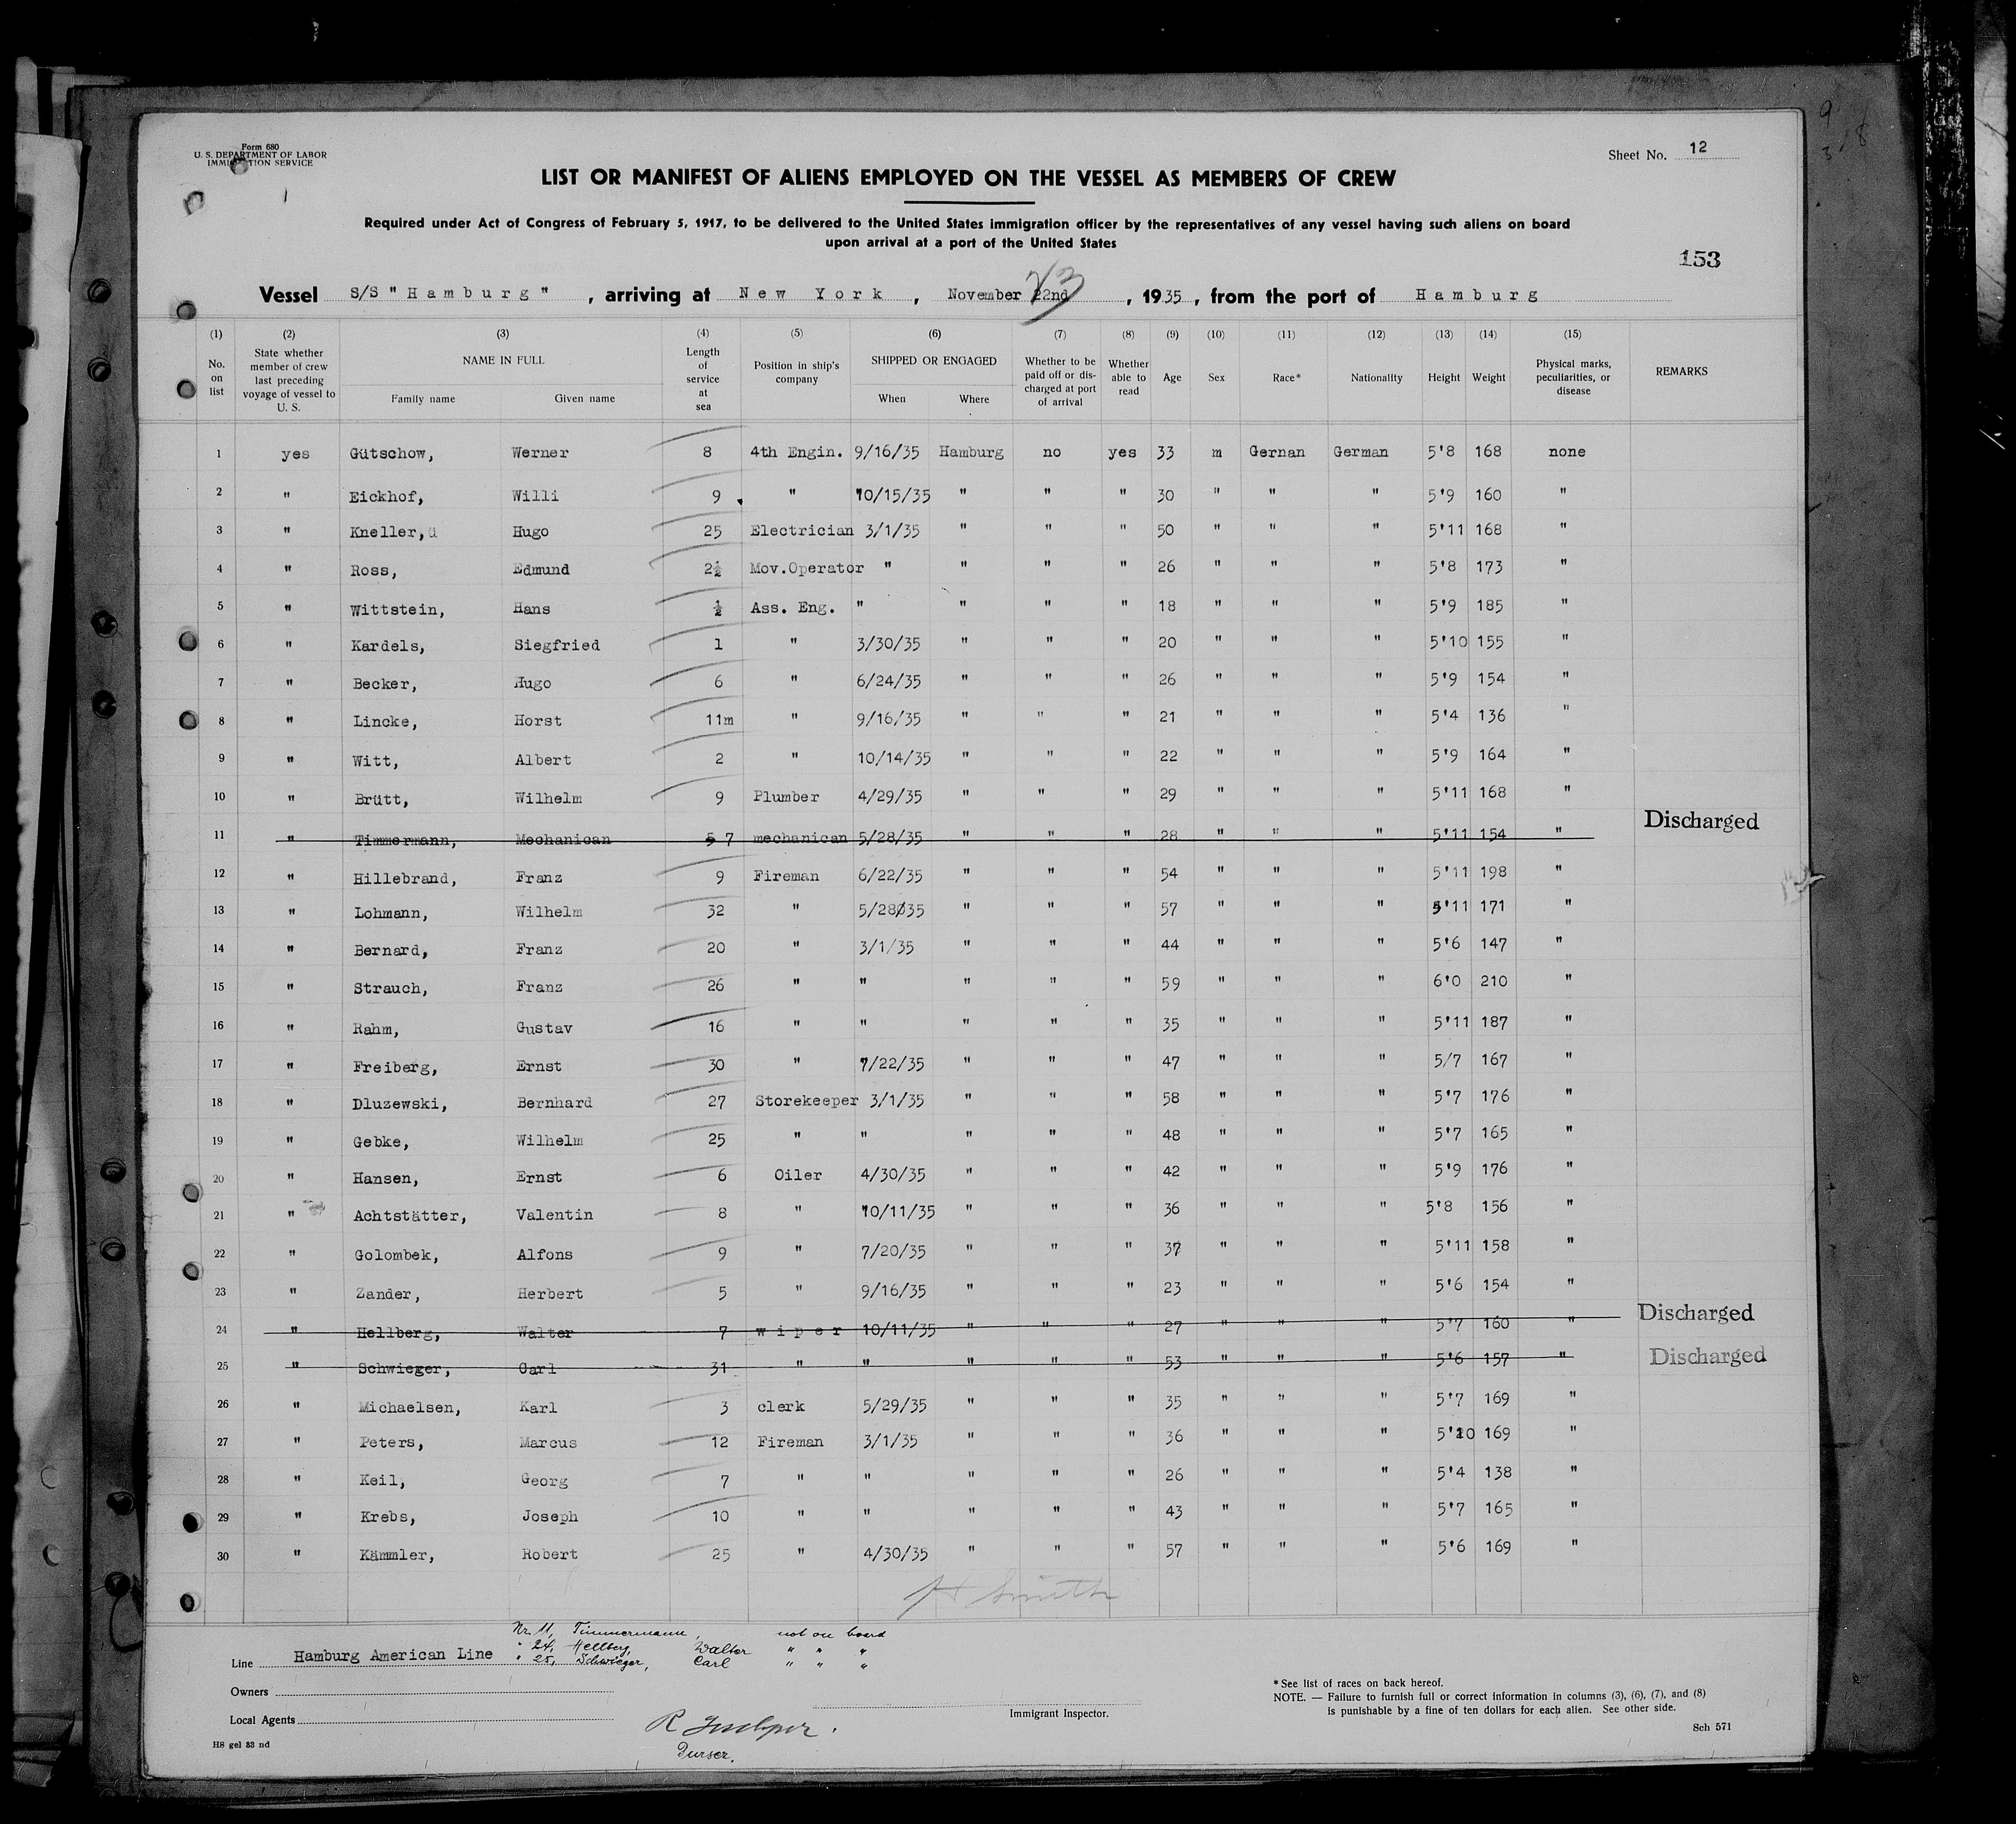 Form 680
U. S. DEPARTMENT OF LABOR
IMMIGRATION SERVICE
Sheet No. 12
LIST OR MANIFEST OF ALIENS EMPLOYED ON THE VESSEL AS MEMBERS OF CREW
Required under Act of Congress of February 5, 1917, to be delivered to the United States immigration officer by the representatives of any vessel having such aliens on board
upon arrival at a port of the United States
153
Vessel S/S "Hamburg" , arriving at New York , November 22nd 23 , 1935 , from the port of Hamburg
(1) (2) (3) (4) (5) (6) (7) (8) (9) (10) (11) (12) (13) (14) (15)
No. on list State whether member of crew last preceding voyage of vessel to U. S. NAME IN FULL Family name Given name Length of service at sea Position in ship's company SHIPPED OR ENGAGED When Where Whether to be paid off or discharged at port of arrival Whether able to read Age Sex Race* Nationality Height Weight Physical marks, peculiarities, or disease REMARKS
1 yes Gütschow, Werner 8 4th Engin. 9/16/35 Hamburg no yes 33 m Gernan German 5'8 168 none
2 " Eickhof, Willi 9 " 10/15/35 " " " 30 " " " 5'9 160 "
3 " Kneller,ü Hugo 25 Electrician 3/1/35 " " " 50 " " " 5'11 168 "
4 " Ross, Edmund 2½ Mov.Operator " " " " 26 " " " 5'8 173 "
5 " Wittstein, Hans ½ Ass. Eng. " " " " 18 " " " 5'9 185 "
6 " Kardels, Siegfried 1 " 3/30/35 " " " 20 " " " 5'10 155 "
7 " Becker, Hugo 6 " 6/24/35 " " " 26 " " " 5'9 154 "
8 " Lincke, Horst 11m " 9/16/35 " " " 21 " " " 5'4 136 "
9 " Witt, Albert 2 " 10/14/35 " " " 22 " " " 5'9 164 "
10 " Brütt, Wilhelm 9 Plumber 4/29/35 " " " 29 " " " 5'11 168 "
11 " Timmermann, Mechanican 5 7 mechanican 5/28/35 " " " 28 " " " 5'11 154 " Discharged
12 " Hillebrand, Franz 9 Fireman 6/22/35 " " " 54 " " " 5'11 198 "
13 " Lohmann, Wilhelm 32 " 5/28/35 " " " 57 " " " 5'11 171 "
14 " Bernard, Franz 20 " 3/1/35 " " " 44 " " " 5'6 147 "
15 " Strauch, Franz 26 " " " " " 59 " " " 6'0 210 "
16 " Rahm, Gustav 16 " " " " " 35 " " " 5'11 187 "
17 " Freiberg, Ernst 30 " 7/22/35 " " " 47 " " " 5/7 167 "
18 " Dluzewski, Bernhard 27 Storekeeper 3/1/35 " " " 58 " " " 5'7 176 "
19 " Gebke, Wilhelm 25 " " " " " 48 " " " 5'7 165 "
20 " Hansen, Ernst 6 Oiler 4/30/35 " " " 42 " " " 5'9 176 "
21 " Achtstätter, Valentin 8 " 10/11/35 " " " 36 " " " 5'8 156 "
22 " Golombek, Alfons 9 " 7/20/35 " " " 37 " " " 5'11 158 "
23 " Zander, Herbert 5 " 9/16/35 " " " 23 " " " 5'6 154 "
24 " Hellberg, Walter 7 wiper 10/11/35 " " " 27 " " " 5'7 160 " Discharged
25 " Schwieger, Carl 31 " " " " " 53 " " " 5'6 157 " Discharged
26 " Michaelsen, Karl 3 clerk 5/29/35 " " " 35 " " " 5'7 169 "
27 " Peters, Marcus 12 Fireman 3/1/35 " " " 36 " " " 5'10 169 "
28 " Keil, Georg 7 " " " " " 26 " " " 5'4 138 "
29 " Krebs, Joseph 10 " " " " " 43 " " " 5'7 165 "
30 " Kämmler, Robert 25 " 4/30/35 " " " 57 " " " 5'6 169 "
H Smith
Nr. 11, Timmermann, not on board
" 24, Hellberg, Walter " " "
" 25, Schwieger, Carl " " "
Line Hamburg American Line
Owners
Local Agents
Immigrant Inspector.
R
Purser.
* See list of races on back hereof.
NOTE. — Failure to furnish full or correct information in columns (3), (6), (7), and (8)
is punishable by a fine of ten dollars for each alien. See other side.
HS gel 33 nd
Sch 571